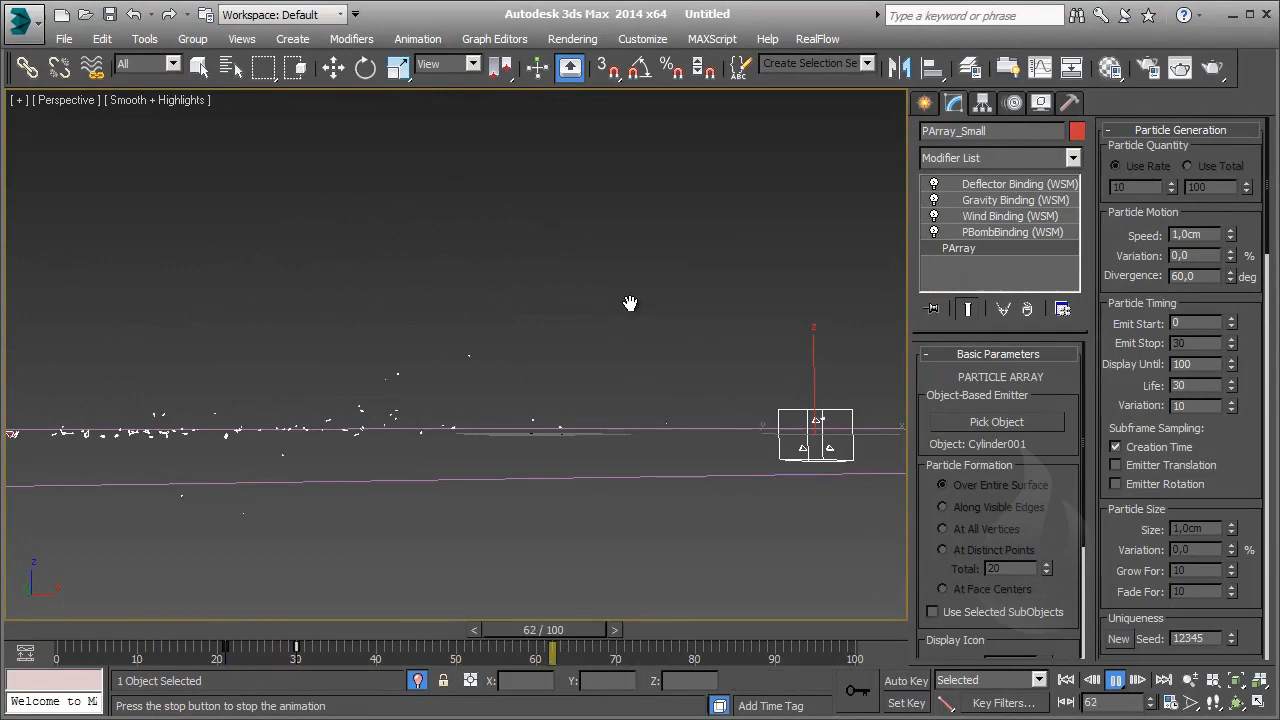 Workspace: Default
Autodesk 3ds Max 2014 x64 Untitled
Type a keyword or phrase
File Edit Tools Group Views Create Modifiers Animation Graph Editors Rendering Customize MAXScript Help RealFlow
All View Create Selection Se
[ + ] [ Perspective ] [ Smooth + Highlights ]
PArray_Small
Modifier List
Deflector Binding (WSM)
Gravity Binding (WSM)
Wind Binding (WSM)
PBombBinding (WSM)
PArray
- Basic Parameters
PARTICLE ARRAY
Object-Based Emitter
Pick Object
Object: Cylinder001
Particle Formation
Over Entire Surface
Along Visible Edges
At All Vertices
At Distinct Points
Total: 20
At Face Centers
Use Selected SubObjects
Display Icon
- Particle Generation
Particle Quantity
Use Rate Use Total
10 100
Particle Motion
Speed: 1,0cm
Variation: 0,0 %
Divergence: 60,0 deg
Particle Timing
Emit Start: 0
Emit Stop: 30
Display Until: 100
Life: 30
Variation: 10
Subframe Sampling:
Creation Time
Emitter Translation
Emitter Rotation
Particle Size
Size: 1,0cm
Variation: 0,0 %
Grow For: 10
Fade For: 10
Uniqueness
New Seed: 12345
z
y
x
z
x
< 62 / 100 >
0 10 20 30 40 50 60 70 80 90 100
1 Object Selected X: Y: Z: Auto Key Selected
Welcome to M Press the stop button to stop the animation Add Time Tag Set Key Key Filters... 62